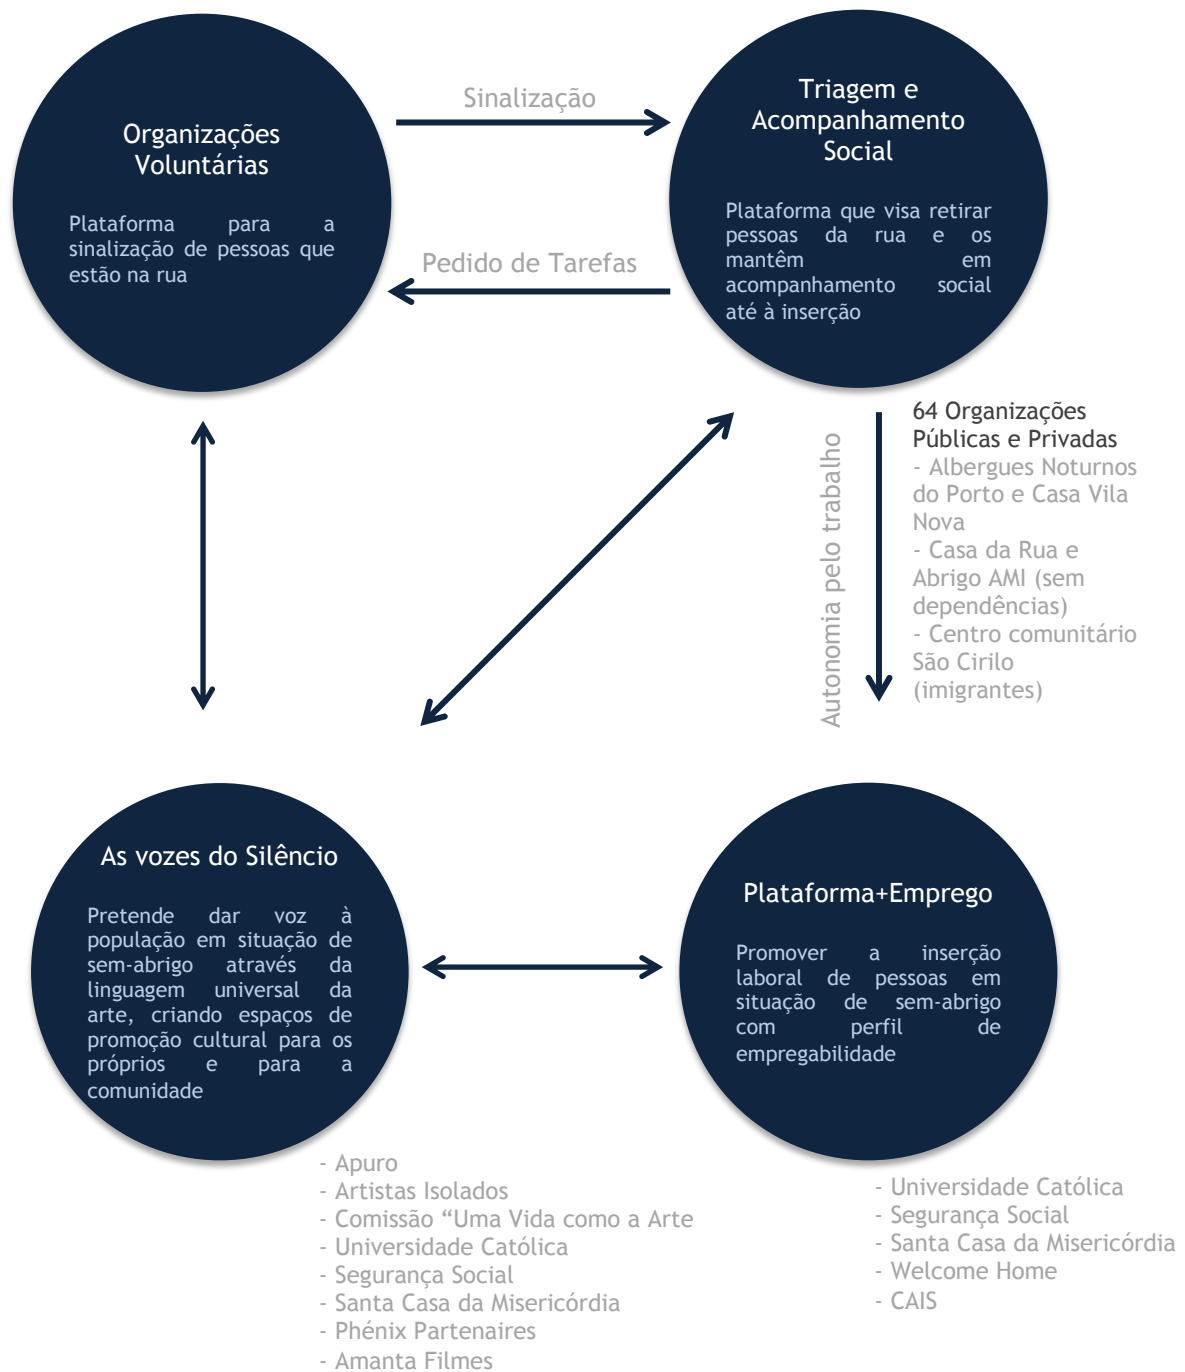 Organizações
Voluntárias
Plataforma para a
sinalização de pessoas que
estão na rua
Sinalização
Pedido de Tarefas
Triagem e
Acompanhamento
Social
Plataforma que visa retirar
pessoas da rua e os
mantêm em
acompanhamento social
até à inserção
Autonomia pelo trabalho
64 Organizações
Públicas e Privadas
- Albergues Noturnos
do Porto e Casa Vila
Nova
- Casa da Rua e
Abrigo AMI (sem
dependências)
- Centro comunitário
São Cirilo
(imigrantes)
As vozes do Silêncio
Pretende dar voz à
população em situação de
sem-abrigo através da
linguagem universal da
arte, criando espaços de
promoção cultural para os
próprios e para a
comunidade
Plataforma+Emprego
Promover a inserção
laboral de pessoas em
situação de sem-abrigo
com perfil de
empregabilidade
- Apuro
- Artistas Isolados
- Comissão “Uma Vida como a Arte
- Universidade Católica
- Segurança Social
- Santa Casa da Misericórdia
- Phénix Partenaires
- Amanta Filmes
- Universidade Católica
- Segurança Social
- Santa Casa da Misericórdia
- Welcome Home
- CAIS